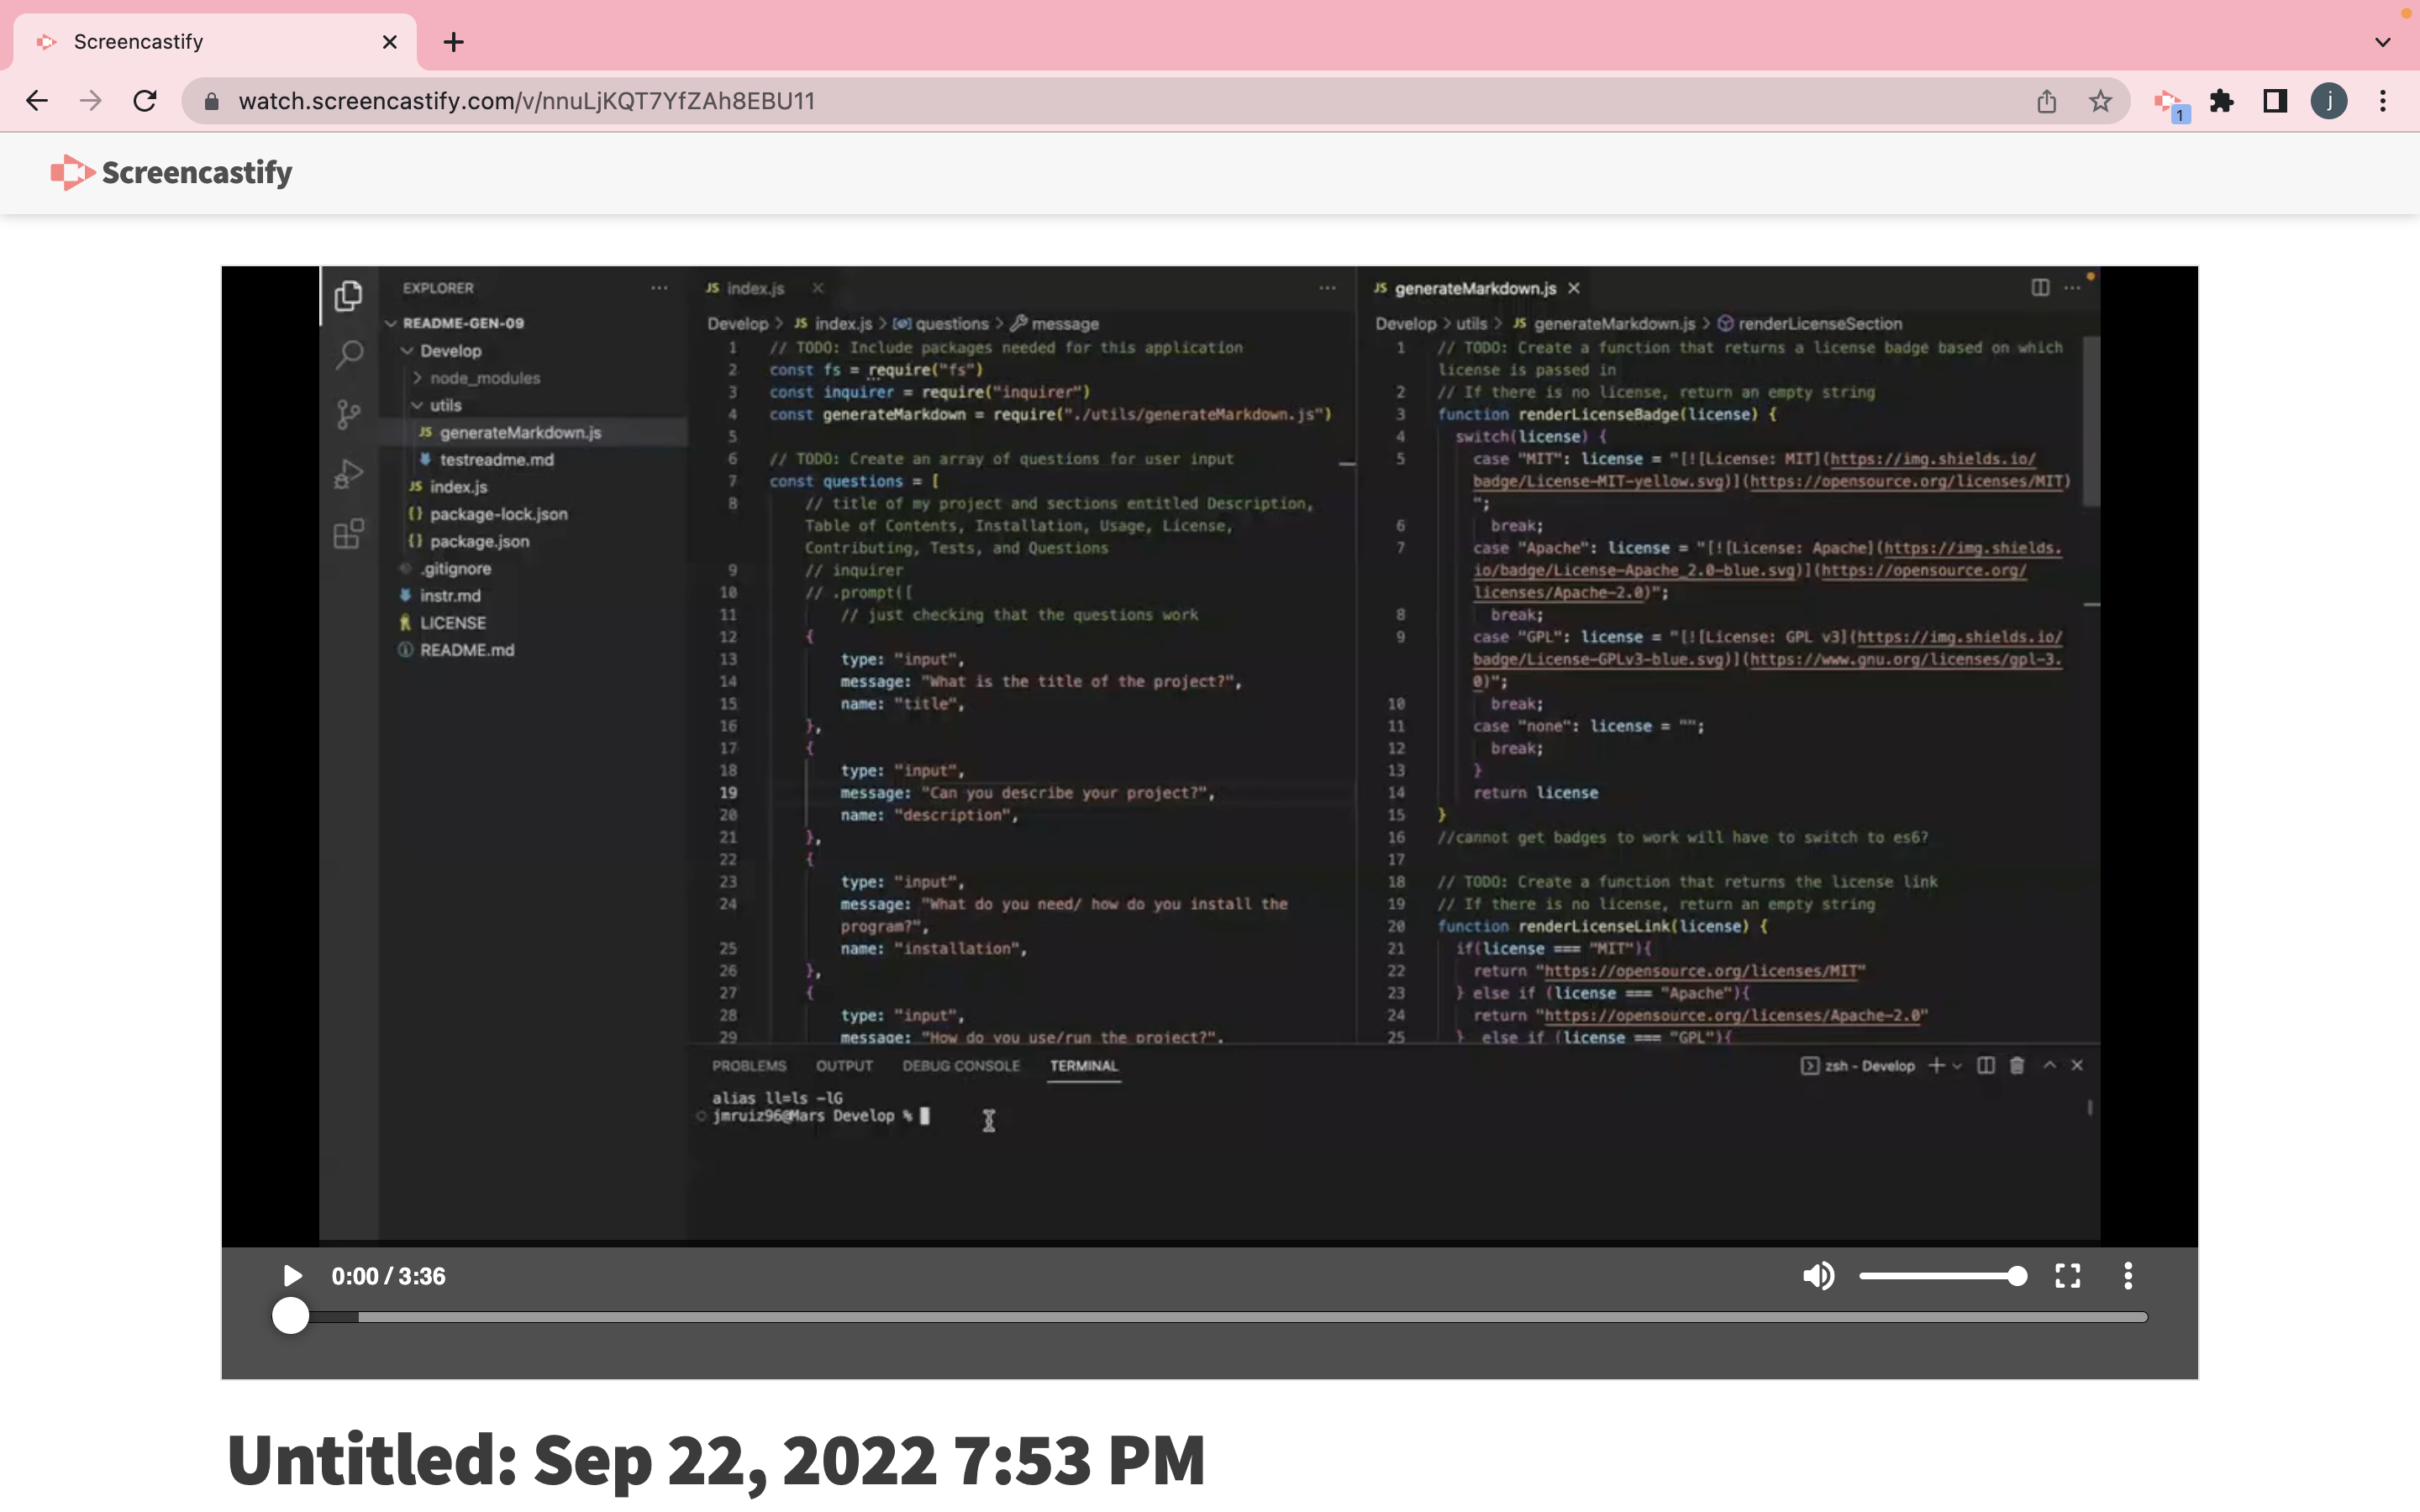 Screencastify
watch.screencastify.com/v/nnuLjKQT7YfZAh8EBU11
1
j
Screencastify
EXPLORER
README-GEN-09
Develop
node_modules
utils
JS generateMarkdown.js
testreadme.md
JS index.js
{} package-lock.json
{} package.json
.gitignore
instr.md
LICENSE
README.md
JS index.js
Develop > JS index.js > questions > message
1 // TODO: Include packages needed for this application
2 const fs = require("fs")
3 const inquirer = require("inquirer")
4 const generateMarkdown = require("./utils/generateMarkdown.js")
5
6 // TODO: Create an array of questions for user input
7 const questions = [
8 // title of my project and sections entitled Description,
Table of Contents, Installation, Usage, License,
Contributing, Tests, and Questions
9 // inquirer
10 // .prompt([
11 // just checking that the questions work
12 {
13 type: "input",
14 message: "What is the title of the project?",
15 name: "title",
16 },
17 {
18 type: "input",
19 message: "Can you describe your project?",
20 name: "description",
21 },
22 {
23 type: "input",
24 message: "What do you need/ how do you install the
program?",
25 name: "installation",
26 },
27 {
28 type: "input",
29 message: "How do you use/run the project?",
JS generateMarkdown.js
Develop > utils > JS generateMarkdown.js > renderLicenseSection
1 // TODO: Create a function that returns a license badge based on which
license is passed in
2 // If there is no license, return an empty string
3 function renderLicenseBadge(license) {
4 switch(license) {
5 case "MIT": license = "[![License: MIT](https://img.shields.io/
badge/License-MIT-yellow.svg)](https://opensource.org/licenses/MIT)
";
6 break;
7 case "Apache": license = "[![License: Apache](https://img.shields.
io/badge/License-Apache_2.0-blue.svg)](https://opensource.org/
licenses/Apache-2.0)";
8 break;
9 case "GPL": license = "[![License: GPL v3](https://img.shields.io/
badge/License-GPLv3-blue.svg)](https://www.gnu.org/licenses/gpl-3.
0)";
10 break;
11 case "none": license = "";
12 break;
13 }
14 return license
15 }
16 //cannot get badges to work will have to switch to es6?
17
18 // TODO: Create a function that returns the license link
19 // If there is no license, return an empty string
20 function renderLicenseLink(license) {
21 if(license === "MIT"){
22 return "https://opensource.org/licenses/MIT"
23 } else if (license === "Apache"){
24 return "https://opensource.org/licenses/Apache-2.0"
25 } else if (license === "GPL"){
PROBLEMS OUTPUT DEBUG CONSOLE TERMINAL
zsh - Develop
alias ll=ls -lG
jmruiz96@Mars Develop %
0:00 / 3:36
Untitled: Sep 22, 2022 7:53 PM